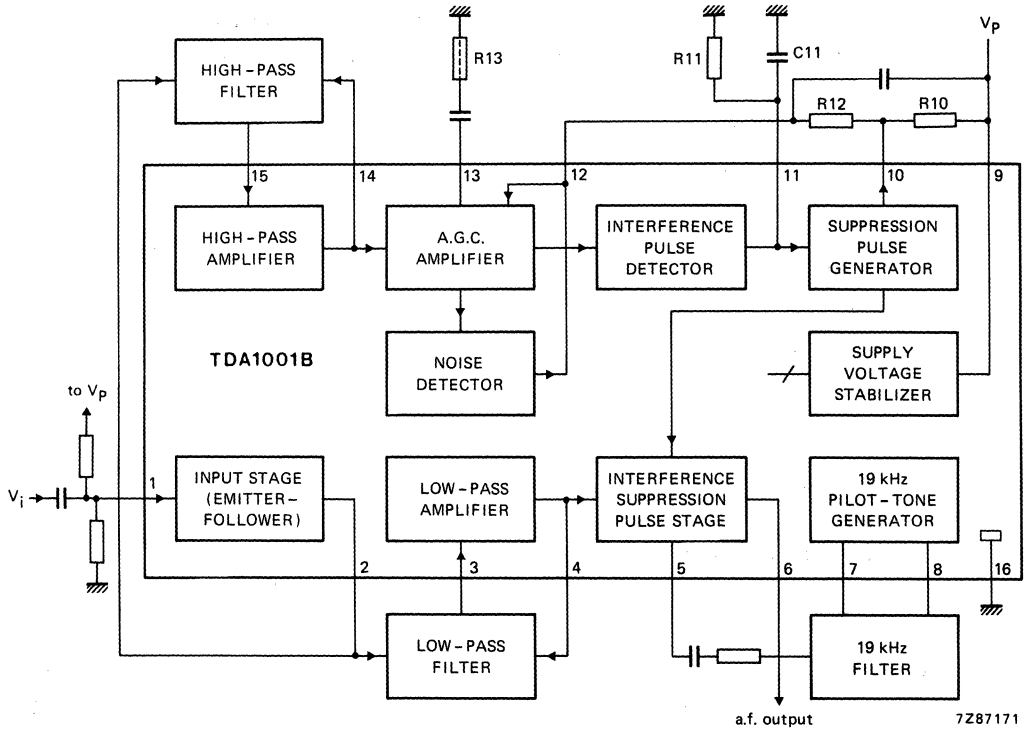 V_P
R13
R11
C11
HIGH-PASS
FILTER
R12
R10
15
14
13
12
11
10
9
HIGH-PASS
AMPLIFIER
A.G.C.
AMPLIFIER
INTERFERENCE
PULSE
DETECTOR
SUPPRESSION
PULSE
GENERATOR
TDA1001B
NOISE
DETECTOR
SUPPLY
VOLTAGE
STABILIZER
to V_P
V_i
1
INPUT STAGE
(EMITTER-
FOLLOWER)
LOW-PASS
AMPLIFIER
INTERFERENCE
SUPPRESSION
PULSE STAGE
19 kHz
PILOT-TONE
GENERATOR
2
3
4
5
6
7
8
16
LOW-PASS
FILTER
19 kHz
FILTER
a.f. output
7Z87171